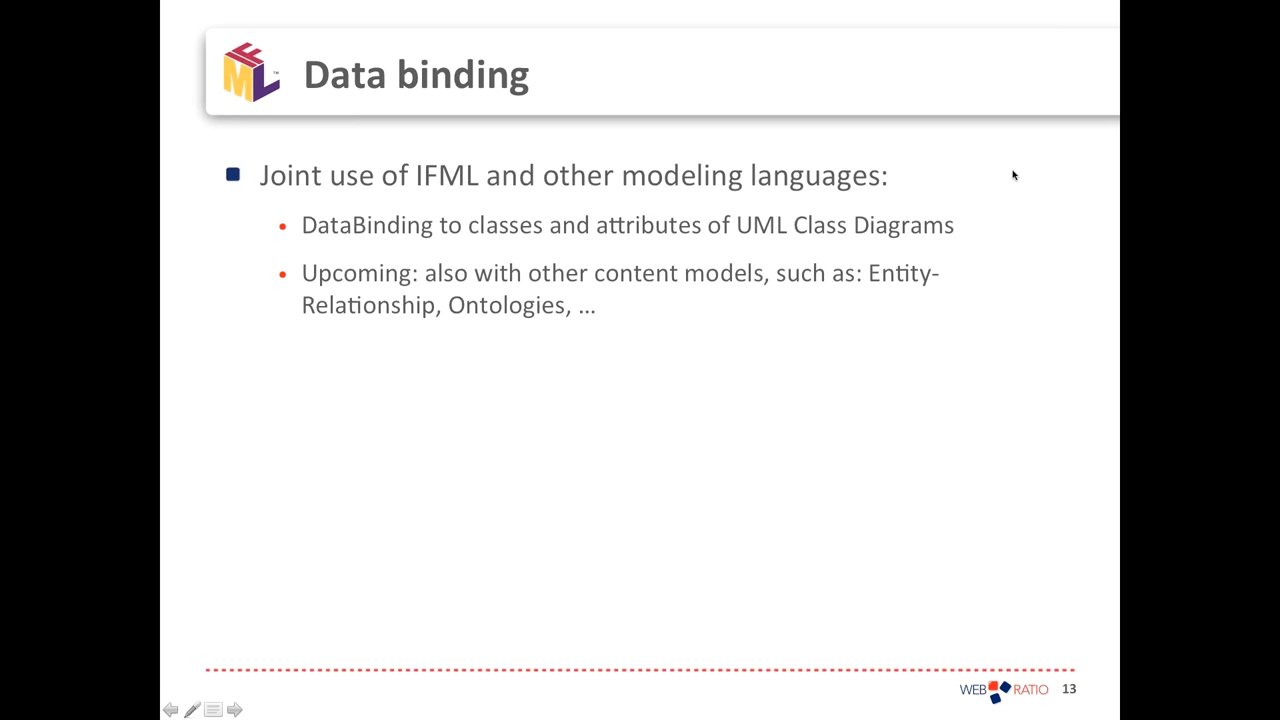 IFML™
Data binding
Joint use of IFML and other modeling languages:
DataBinding to classes and attributes of UML Class Diagrams
Upcoming: also with other content models, such as: Entity-
Relationship, Ontologies, ...
WEB RATIO
13